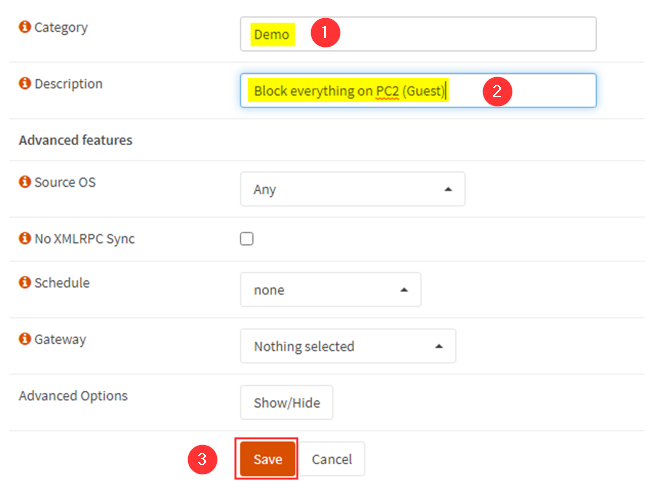 Category
Demo
1
Description
Block everything on PC2 (Guest)
2
Advanced features
Source OS
Any
No XMLRPC Sync
Schedule
none
Gateway
Nothing selected
Advanced Options
Show/Hide
3
Save
Cancel